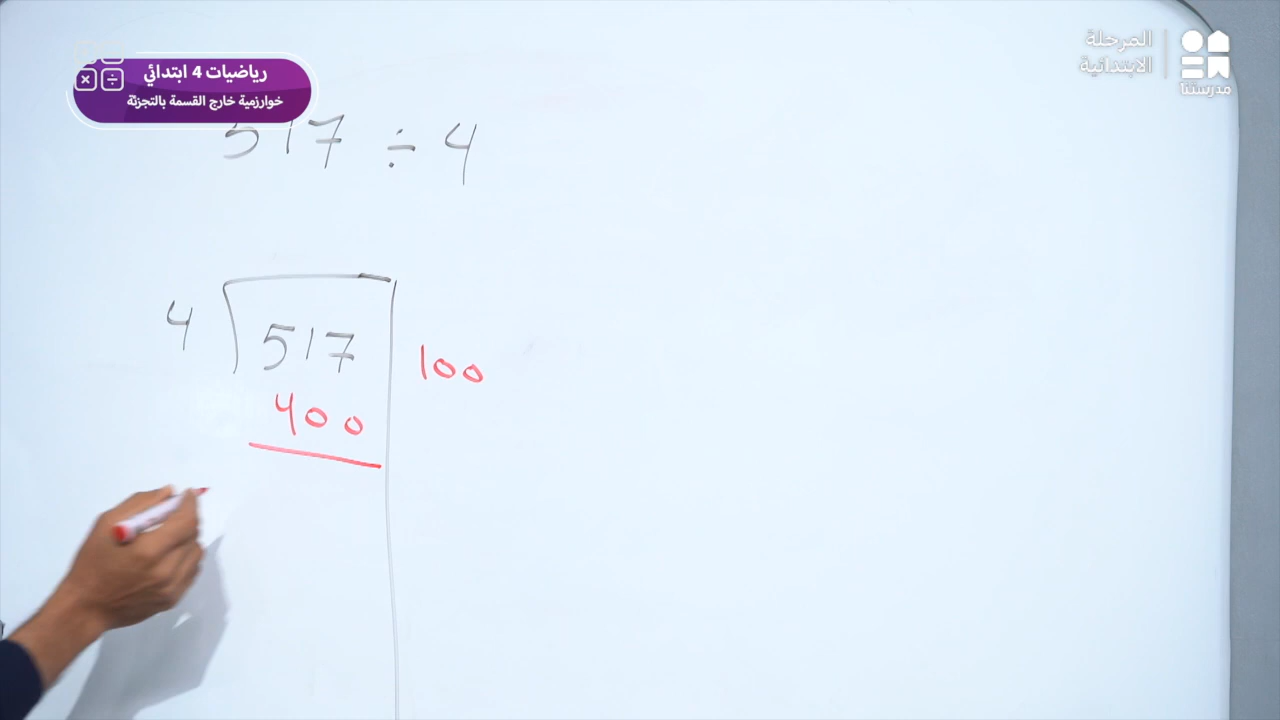 رياضيات 4 ابتدائي
خوارزمية خارج القسمة بالتجزئة
المرحلة
الابتدائية
مدرستنا
517 ÷ 4
4 517 100
400